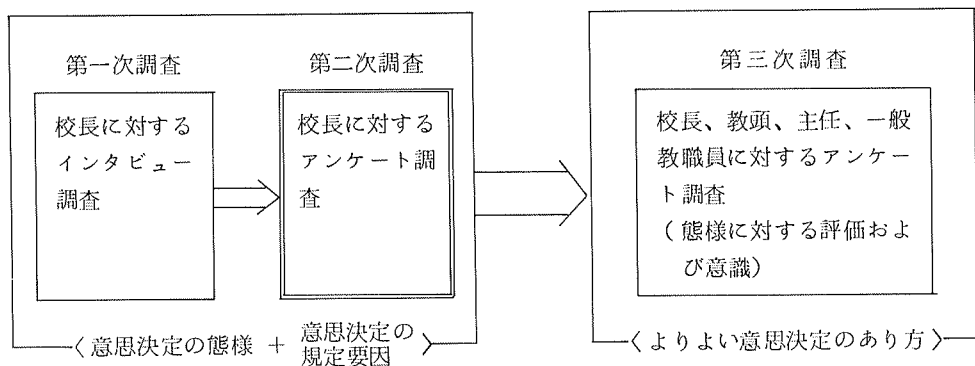 第一次調査
校長に対する
インタビュー
調査
第二次調査
校長に対する
アンケート調
査
〈意思決定の態様 + 意思決定の
規定要因〉
第三次調査
校長、教頭、主任、一般
教職員に対するアンケー
ト調査
(態様に対する評価およ
び意識)
〈よりよい意思決定のあり方〉